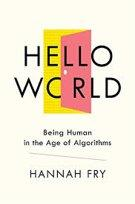 HELLO
WORLD
Being Human
in the Age of Algorithms
HANNAH FRY